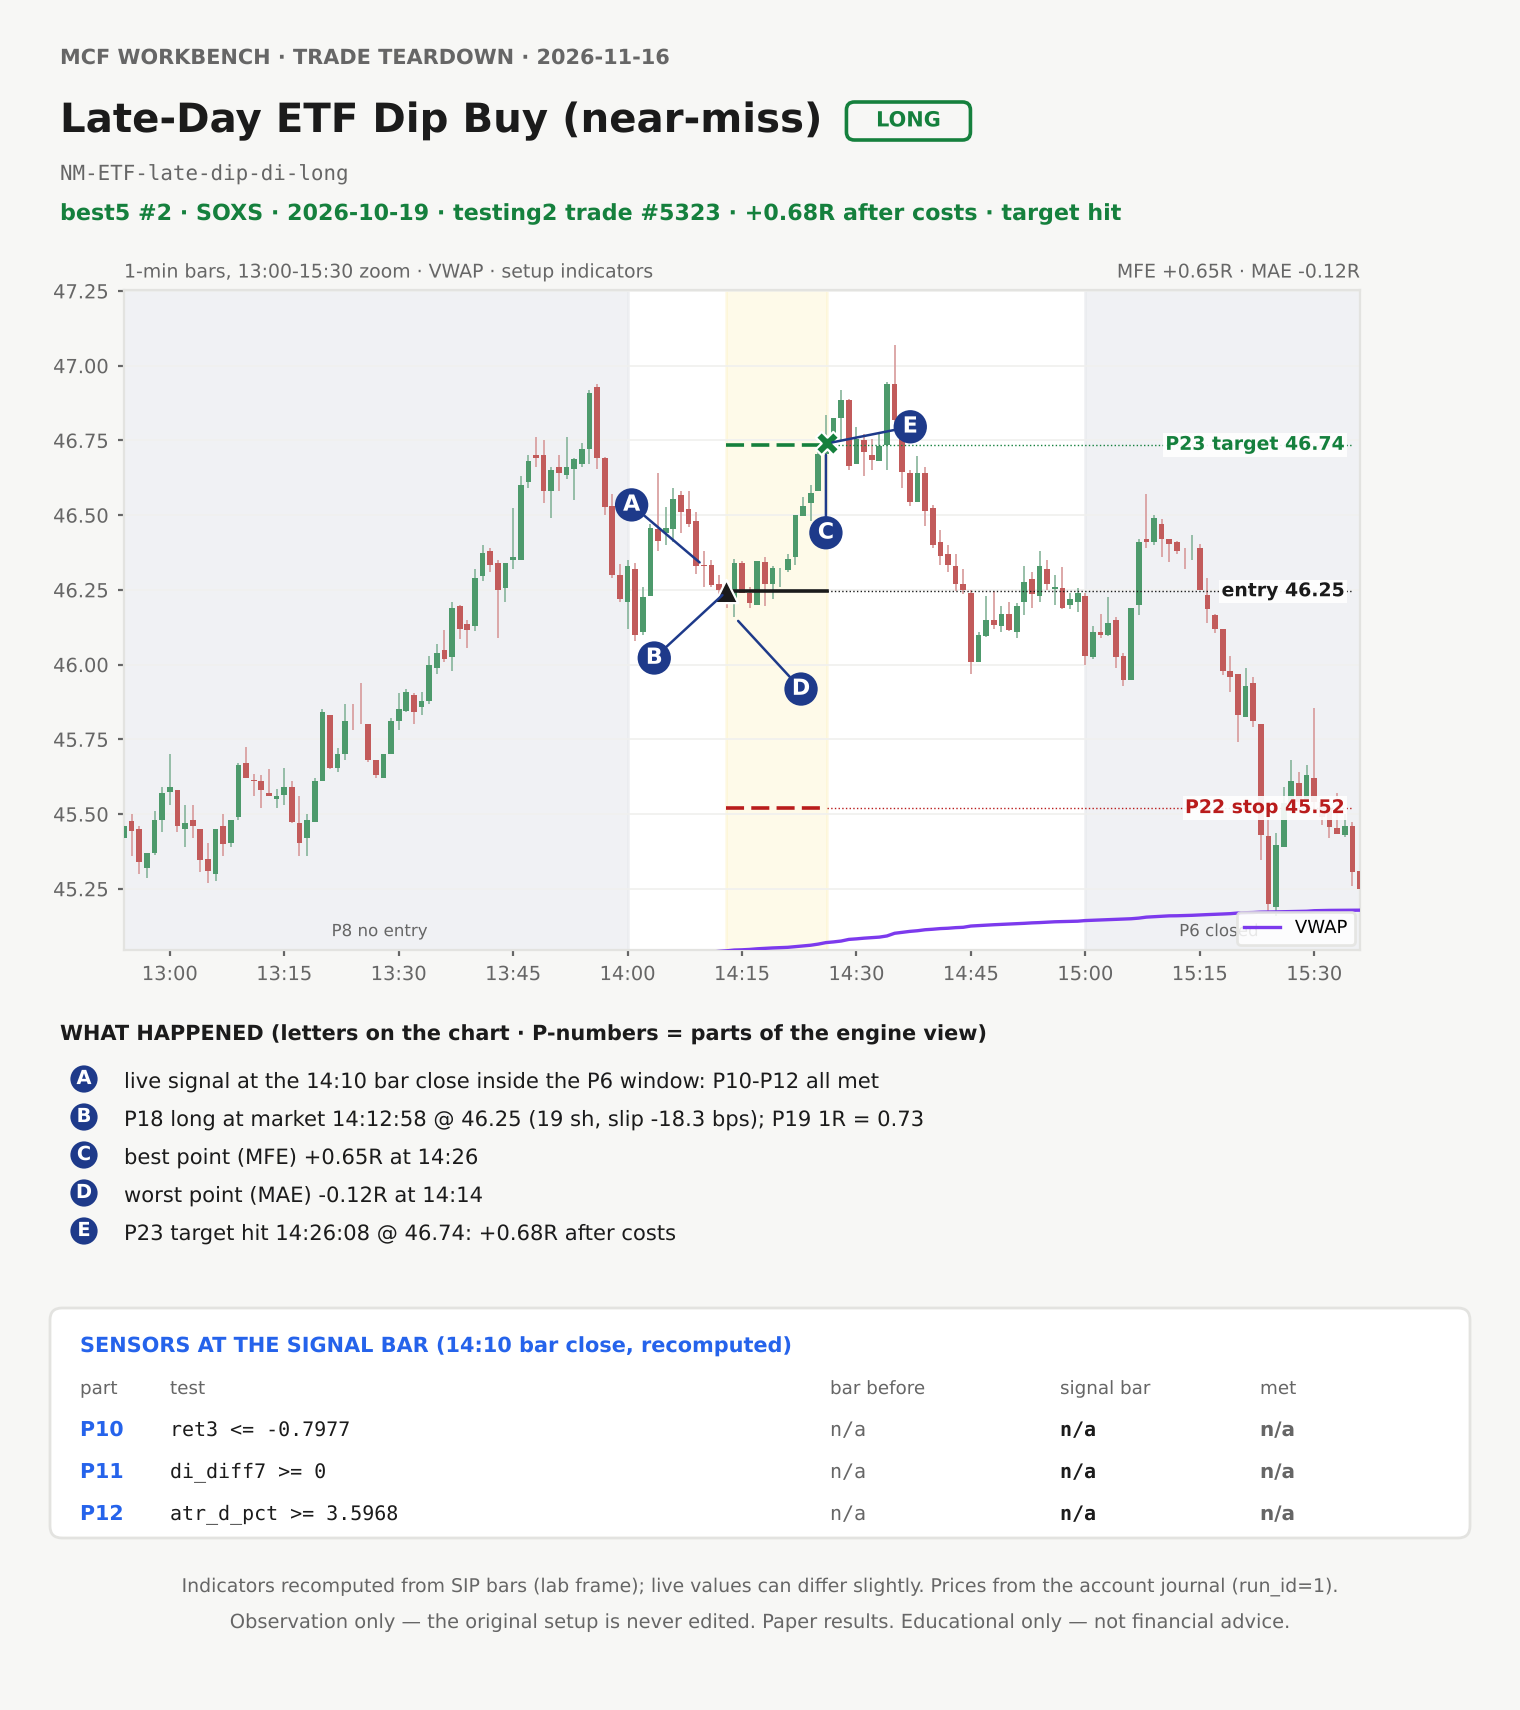 MCF WORKBENCH · TRADE TEARDOWN · 2026-11-16
Late-Day ETF Dip Buy (near-miss) LONG
NM-ETF-late-dip-di-long
best5 #2 · SOXS · 2026-10-19 · testing2 trade #5323 · +0.68R after costs · target hit
1-min bars, 13:00-15:30 zoom · VWAP · setup indicators MFE +0.65R · MAE -0.12R
47.25
47.00
46.75
46.50
46.25
46.00
45.75
45.50
45.25
A
B
C
D
E
P23 target 46.74
entry 46.25
P22 stop 45.52
P8 no entry
P6 VWAP
13:00 13:15 13:30 13:45 14:00 14:15 14:30 14:45 15:00 15:15 15:30
WHAT HAPPENED (letters on the chart · P-numbers = parts of the engine view)
A live signal at the 14:10 bar close inside the P6 window: P10-P12 all met
B P18 long at market 14:12:58 @ 46.25 (19 sh, slip -18.3 bps); P19 1R = 0.73
C best point (MFE) +0.65R at 14:26
D worst point (MAE) -0.12R at 14:14
E P23 target hit 14:26:08 @ 46.74: +0.68R after costs
SENSORS AT THE SIGNAL BAR (14:10 bar close, recomputed)
part test bar before signal bar met
P10 ret3 <= -0.7977 n/a n/a n/a
P11 di_diff7 >= 0 n/a n/a n/a
P12 atr_d_pct >= 3.5968 n/a n/a n/a
Indicators recomputed from SIP bars (lab frame); live values can differ slightly. Prices from the account journal (run_id=1).
Observation only — the original setup is never edited. Paper results. Educational only — not financial advice.